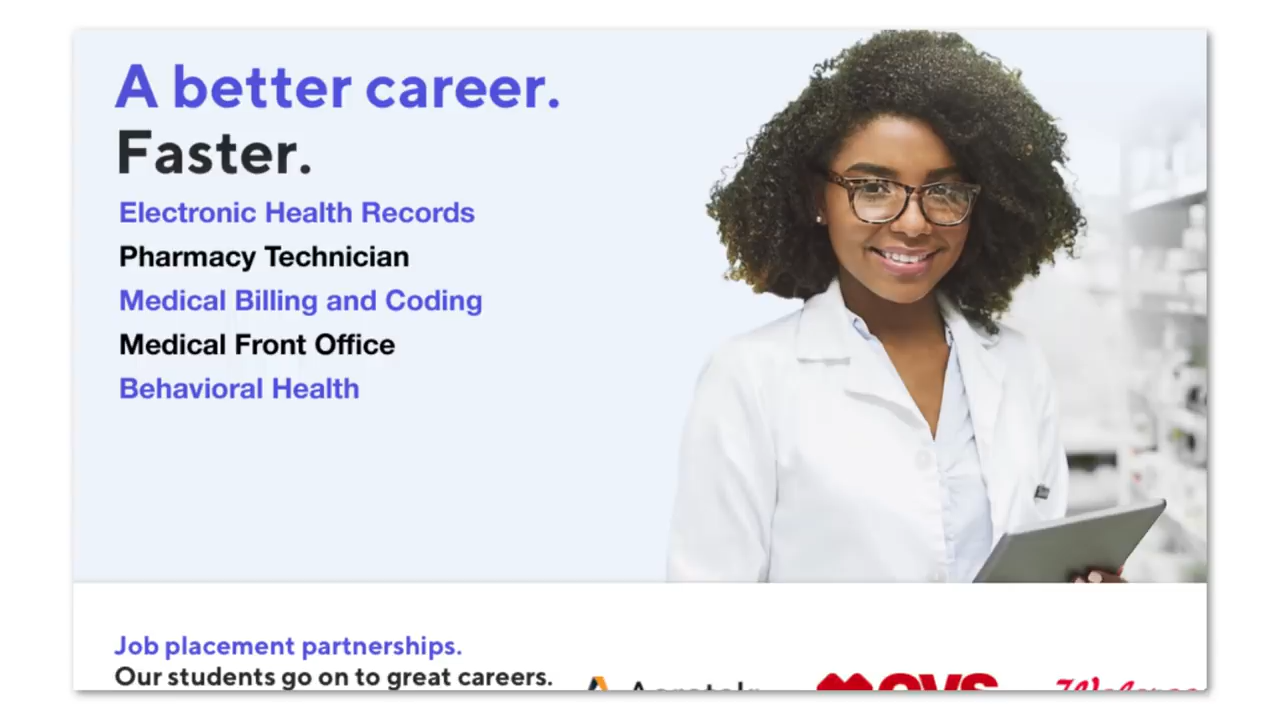 A better career.
Faster.
Electronic Health Records
Pharmacy Technician
Medical Billing and Coding
Medical Front Office
Behavioral Health
Job placement partnerships.
Our students go on to great careers.
CVS